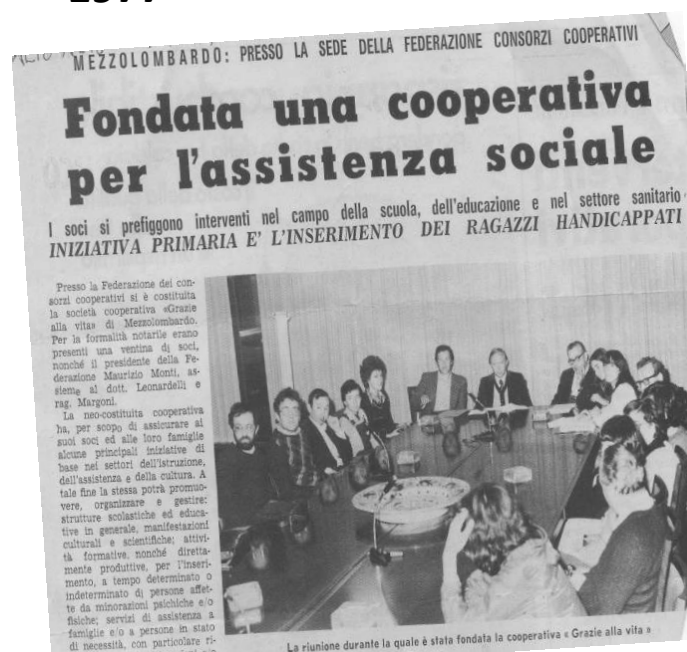 MEZZOLOMBARDO: PRESSO LA SEDE DELLA FEDERAZIONE CONSORZI COOPERATIVI
Fondata una cooperativa
per l'assistenza sociale
I soci si prefiggono interventi nel campo della scuola, dell'educazione e nel settore sanitario
INIZIATIVA PRIMARIA E' L'INSERIMENTO DEI RAGAZZI HANDICAPPATI
Presso la Federazione dei con-
sorzi cooperativi si è costituita
la società cooperativa «Grazie
alla vita» di Mezzolombardo.
Per la formalità notarile erano
presenti una ventina di soci,
nonché il presidente della Fe-
derazione Maurizio Monti, as-
sieme al dott. Leonardelli e
rag. Margoni.
La neo-costituita cooperativa
ha, per scopo di assicurare ai
suoi soci ed alle loro famiglie
alcune principali iniziative di
base nei settori dell'istruzione,
dell'assistenza e della cultura. A
tale fine la stessa potrà promuo-
vere, organizzare e gestire:
strutture scolastiche ed educa-
tive in generale, manifestazioni
culturali e scientifiche; attivi-
tà formative, nonché diretta-
mente produttive, per l'inseri-
mento, a tempo determinato o
indeterminato di persone affet-
te da minorazioni psichiche e/o
fisiche; servizi di assistenza a
famiglie e/o a persone in stato
di necessità, con particolare ri-
La riunione durante la quale è stata fondata la cooperativa « Grazie alla vita »